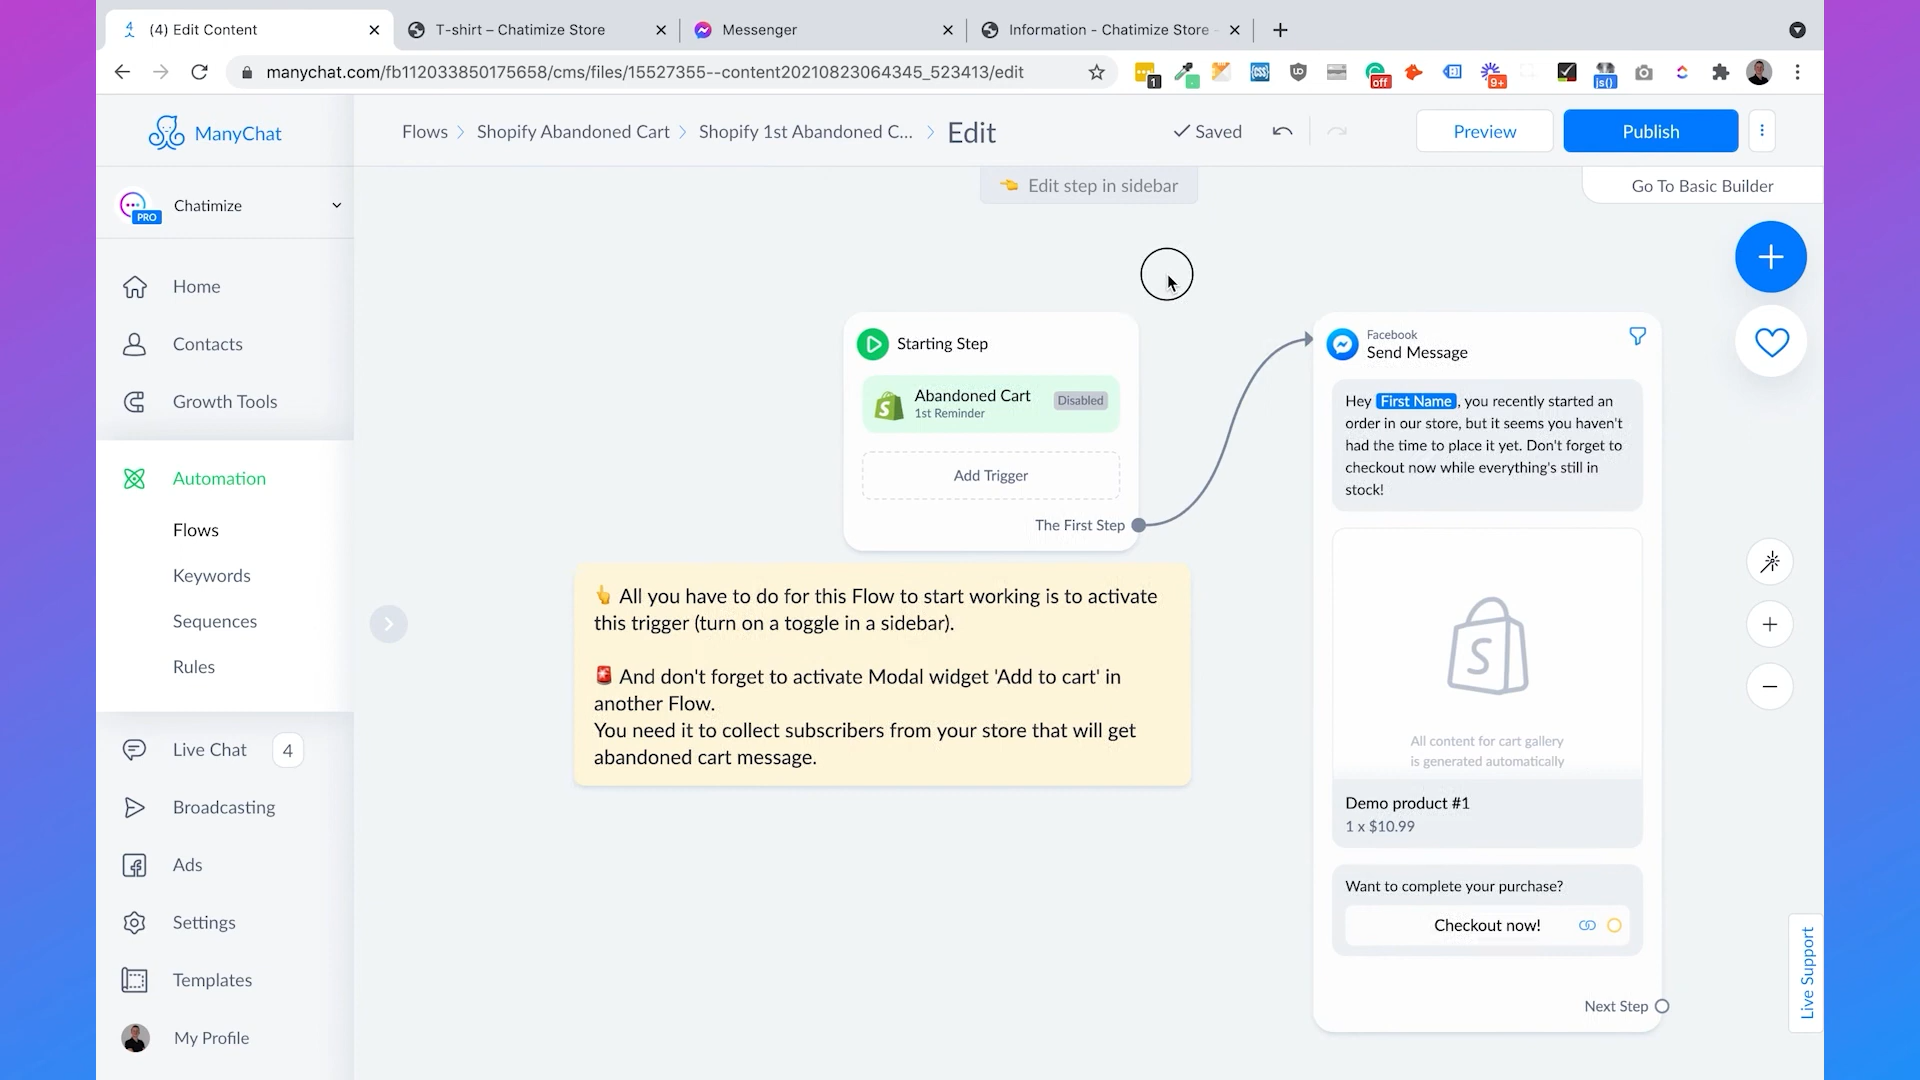 (4) Edit Content
T-shirt – Chatimize Store
Messenger
Information - Chatimize Store -
manychat.com/fb112033850175658/cms/files/15527355--content20210823064345_523413/edit
1
off
9+
js()
ManyChat
Flows
Shopify Abandoned Cart
Shopify 1st Abandoned C...
Edit
Saved
Preview
Publish
Edit step in sidebar
Go To Basic Builder
PRO
Chatimize
Home
Contacts
Growth Tools
Automation
Flows
Keywords
Sequences
Rules
Live Chat
4
Broadcasting
Ads
Settings
Templates
My Profile
Starting Step
Abandoned Cart
1st Reminder
Disabled
Add Trigger
The First Step
All you have to do for this Flow to start working is to activate
this trigger (turn on a toggle in a sidebar).
And don't forget to activate Modal widget 'Add to cart' in
another Flow.
You need it to collect subscribers from your store that will get
abandoned cart message.
Facebook
Send Message
Hey First Name, you recently started an
order in our store, but it seems you haven't
had the time to place it yet. Don't forget to
checkout now while everything's still in
stock!
All content for cart gallery
is generated automatically
Demo product #1
1 x $10.99
Want to complete your purchase?
Checkout now!
Next Step
Live Support